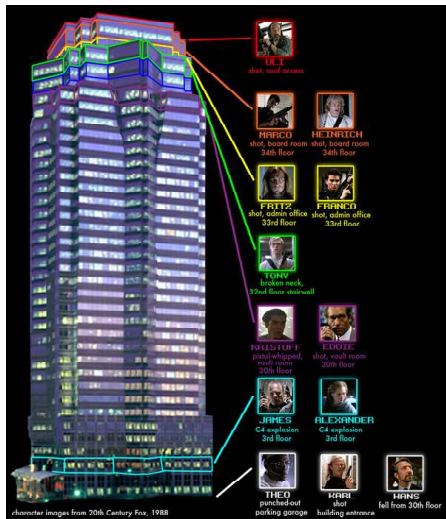 ULI
shot, roof access
MARCO
shot, board room
34th floor
HEINRICH
shot, board room
34th floor
FRITZ
shot, admin office
33rd floor
FRANCO
shot, admin office
33rd floor
TONY
broken neck,
32nd floor stairwell
KRISTOFF
pistol-whipped,
vault room
30th floor
EDDIE
shot, vault room
30th floor
JAMES
C4 explosion
3rd floor
ALEXANDER
C4 explosion
3rd floor
THEO
punched-out
parking garage
KARL
shot
building entrance
HANS
fell from 30th floor
character images from 20th Century Fox, 1988